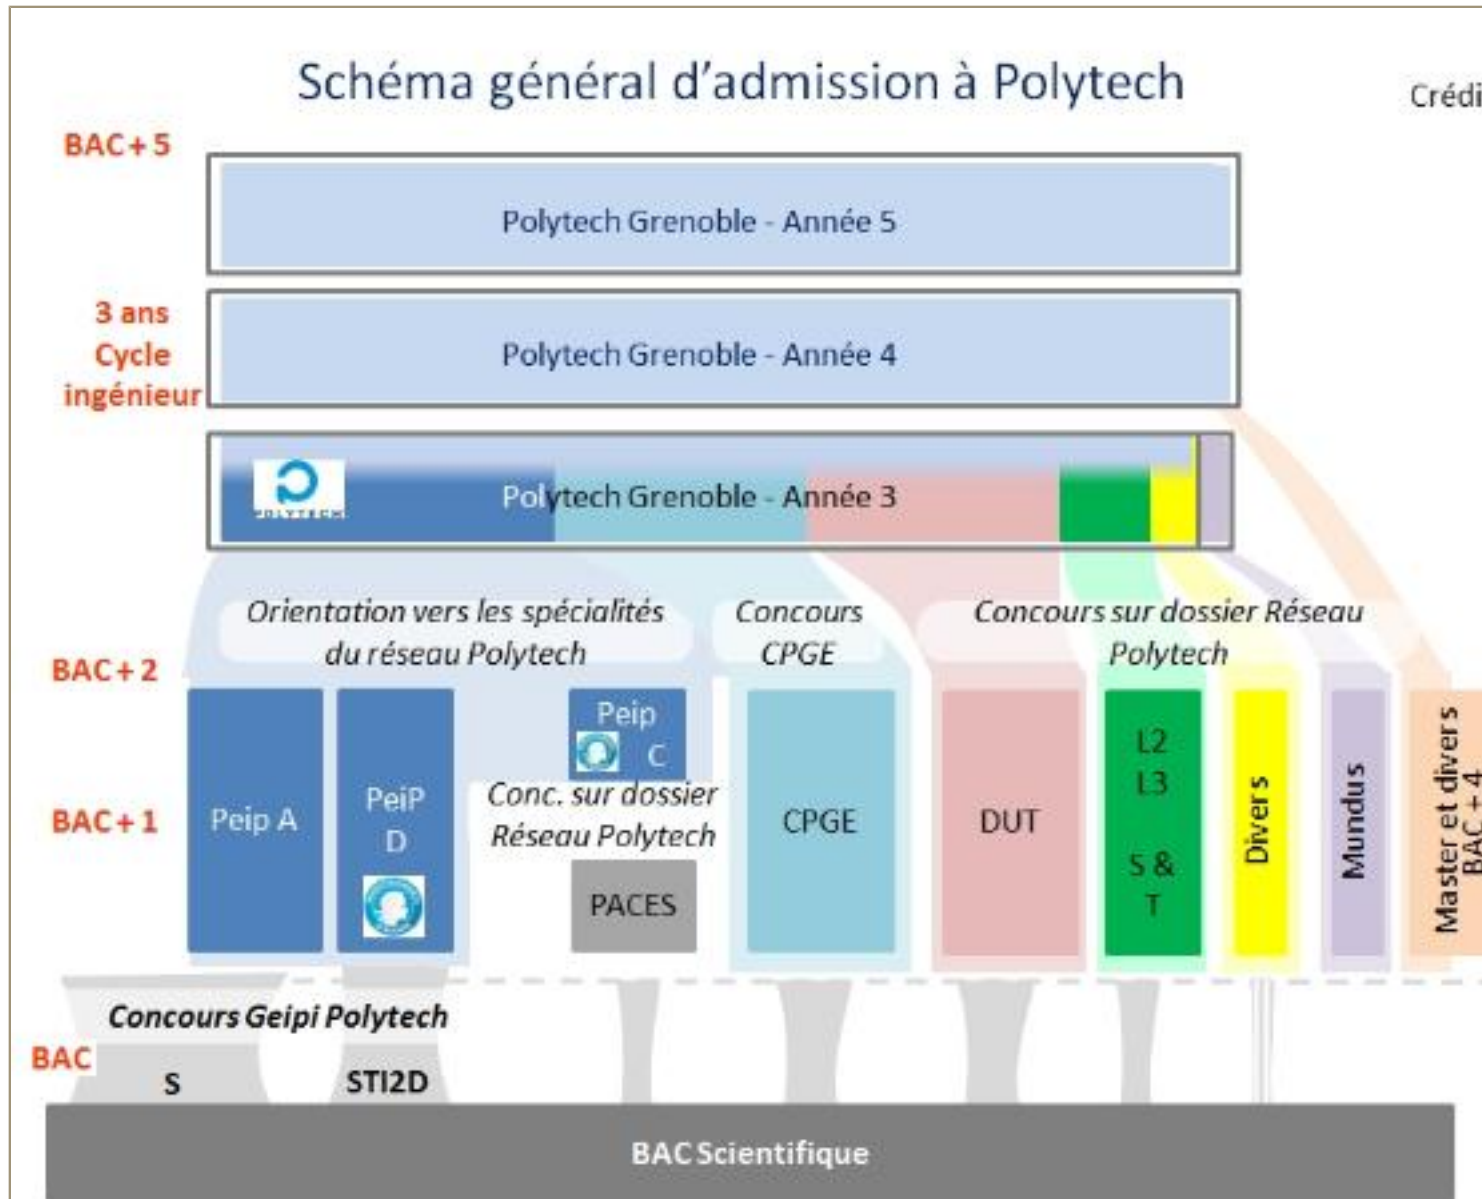 Schéma général d'admission à Polytech
Crédi
BAC + 5
Polytech Grenoble - Année 5
3 ans
Cycle
ingénieur
Polytech Grenoble - Année 4
POLYTECH
Polytech Grenoble - Année 3
Orientation vers les spécialités
du réseau Polytech
Concours
CPGE
Concours sur dossier Réseau
Polytech
BAC + 2
BAC + 1
Peip A
PeiP
D
Peip
C
Conc. sur dossier
Réseau Polytech
PACES
CPGE
DUT
L2
L3
S &
T
Divers
Mundus
Master et divers
BAC + 4
Concours Geipi Polytech
BAC
S
STI2D
BAC Scientifique